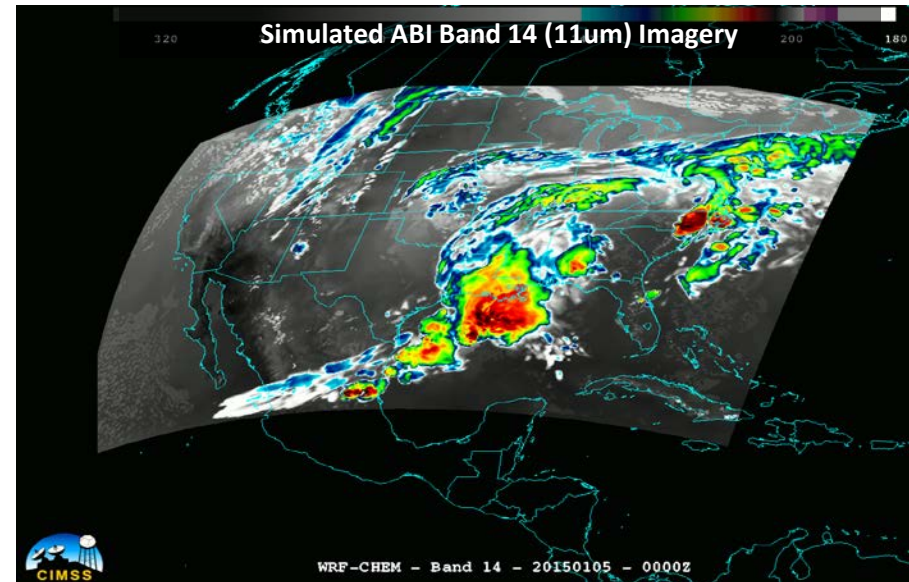 Simulated ABI Band 14 (11um) Imagery
320 200 180
CIMSS
WRF-CHEM - Band 14 - 20150105 - 0000Z